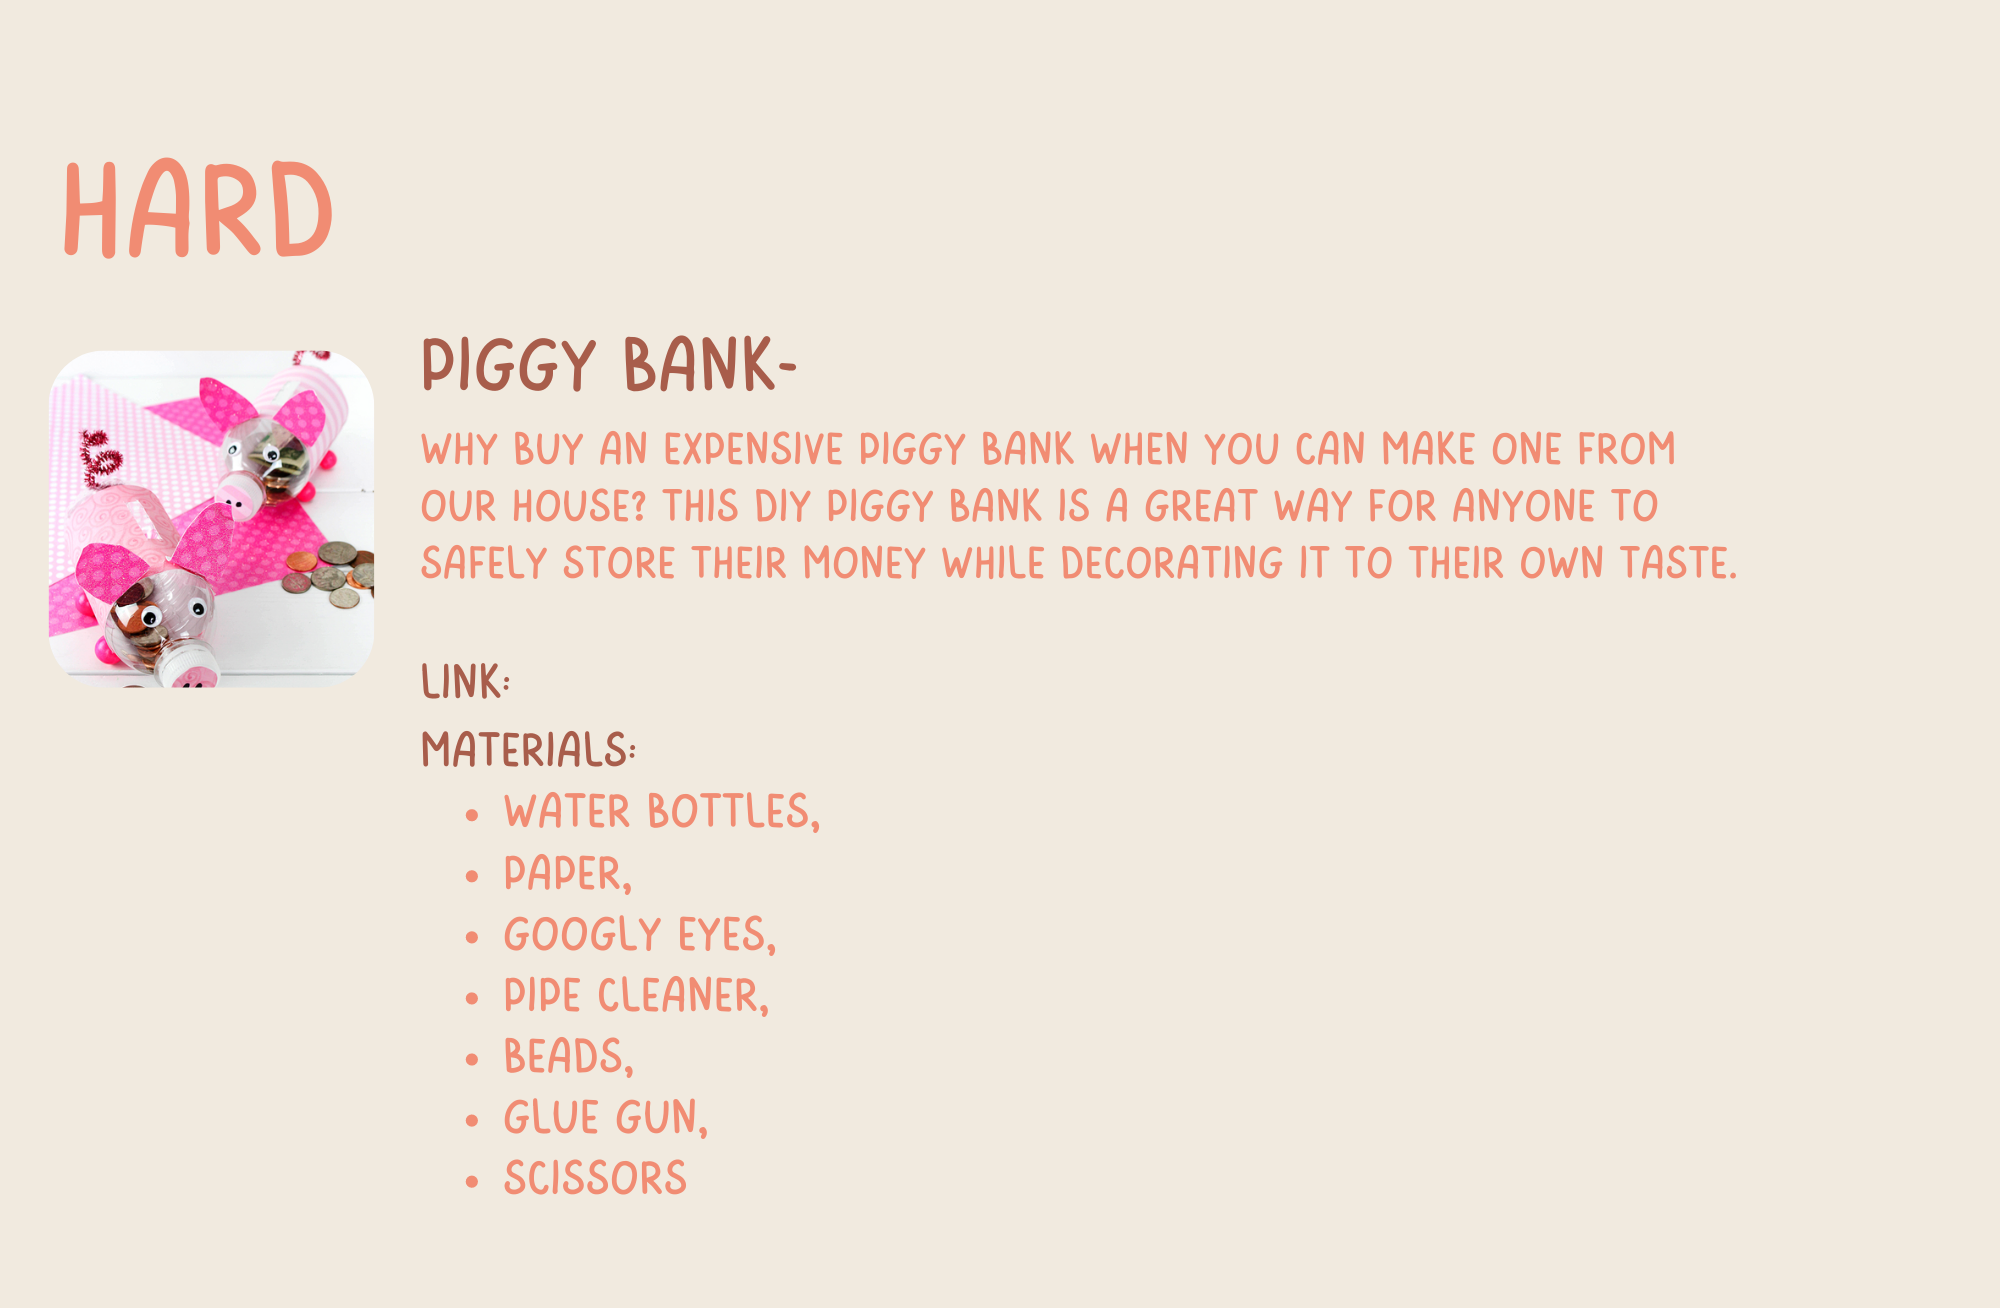 HARD
PIGGY BANK-
WHY BUY AN EXPENSIVE PIGGY BANK WHEN YOU CAN MAKE ONE FROM
OUR HOUSE? THIS DIY PIGGY BANK IS A GREAT WAY FOR ANYONE TO
SAFELY STORE THEIR MONEY WHILE DECORATING IT TO THEIR OWN TASTE.
LINK:
MATERIALS:
• WATER BOTTLES,
• PAPER,
• GOOGLY EYES,
• PIPE CLEANER,
• BEADS,
• GLUE GUN,
• SCISSORS